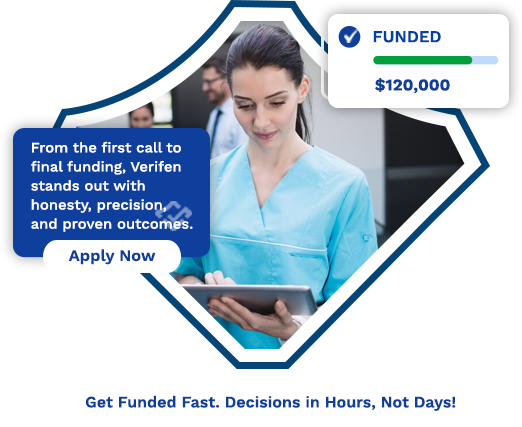 FUNDED
$120,000
From the first call to
final funding, Verifen
stands out with
honesty, precision,
and proven outcomes.
Apply Now
Get Funded Fast. Decisions in Hours, Not Days!